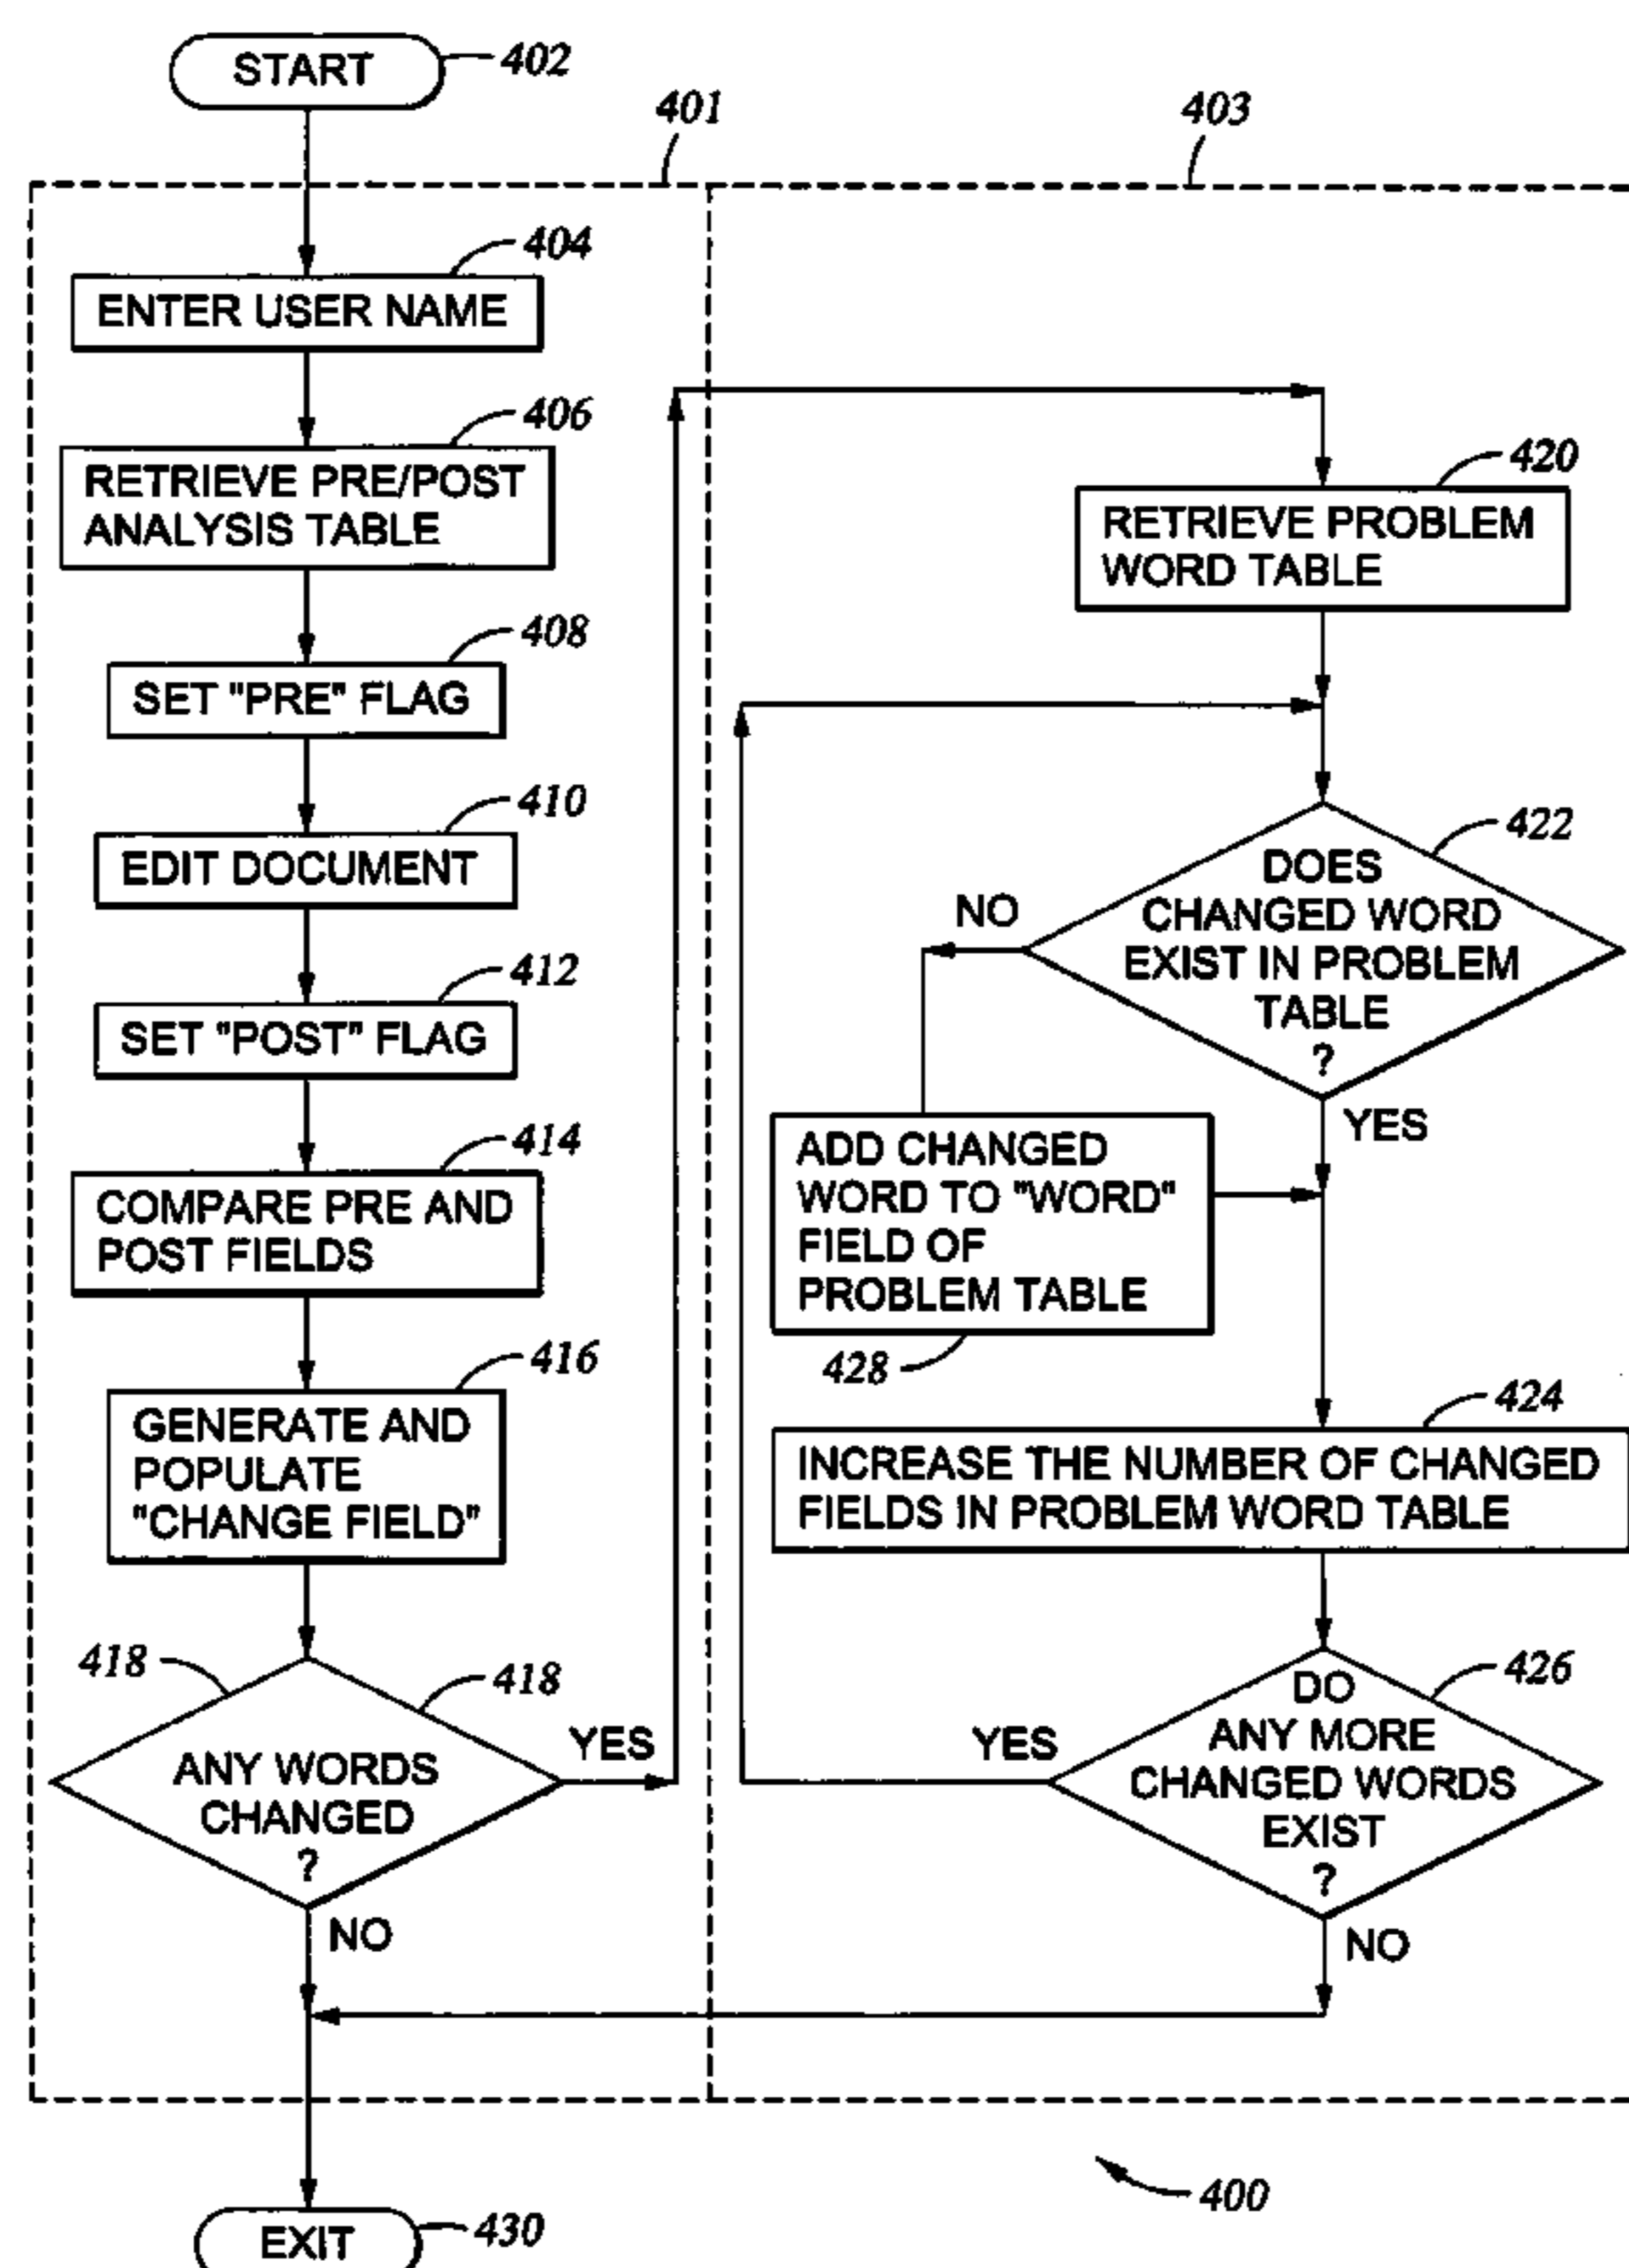 START
402
401
403
404
ENTER USER NAME
406
RETRIEVE PRE/POST
ANALYSIS TABLE
408
SET "PRE" FLAG
410
EDIT DOCUMENT
412
SET "POST" FLAG
414
COMPARE PRE AND
POST FIELDS
416
GENERATE AND
POPULATE
"CHANGE FIELD"
418
418
ANY WORDS
CHANGED
?
YES
NO
420
RETRIEVE PROBLEM
WORD TABLE
422
DOES
CHANGED WORD
EXIST IN PROBLEM
TABLE
?
NO
YES
ADD CHANGED
WORD TO "WORD"
FIELD OF
PROBLEM TABLE
428
424
INCREASE THE NUMBER OF CHANGED
FIELDS IN PROBLEM WORD TABLE
426
DO
ANY MORE
CHANGED WORDS
EXIST
?
YES
NO
400
EXIT
430